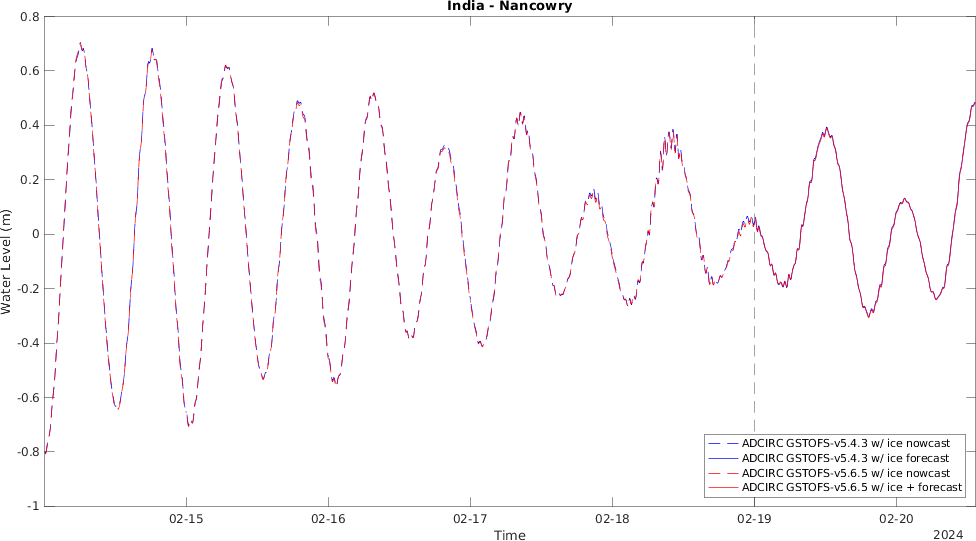 India - Nancowry
0.8
0.6
0.4
0.2
0
-0.2
-0.4
-0.6
-0.8
-1
Water Level (m)
02-15 02-16 02-17 02-18 02-19 02-20
Time
2024
ADCIRC GSTOFS-v5.4.3 w/ ice nowcast
ADCIRC GSTOFS-v5.4.3 w/ ice forecast
ADCIRC GSTOFS-v5.6.5 w/ ice nowcast
ADCIRC GSTOFS-v5.6.5 w/ ice + forecast